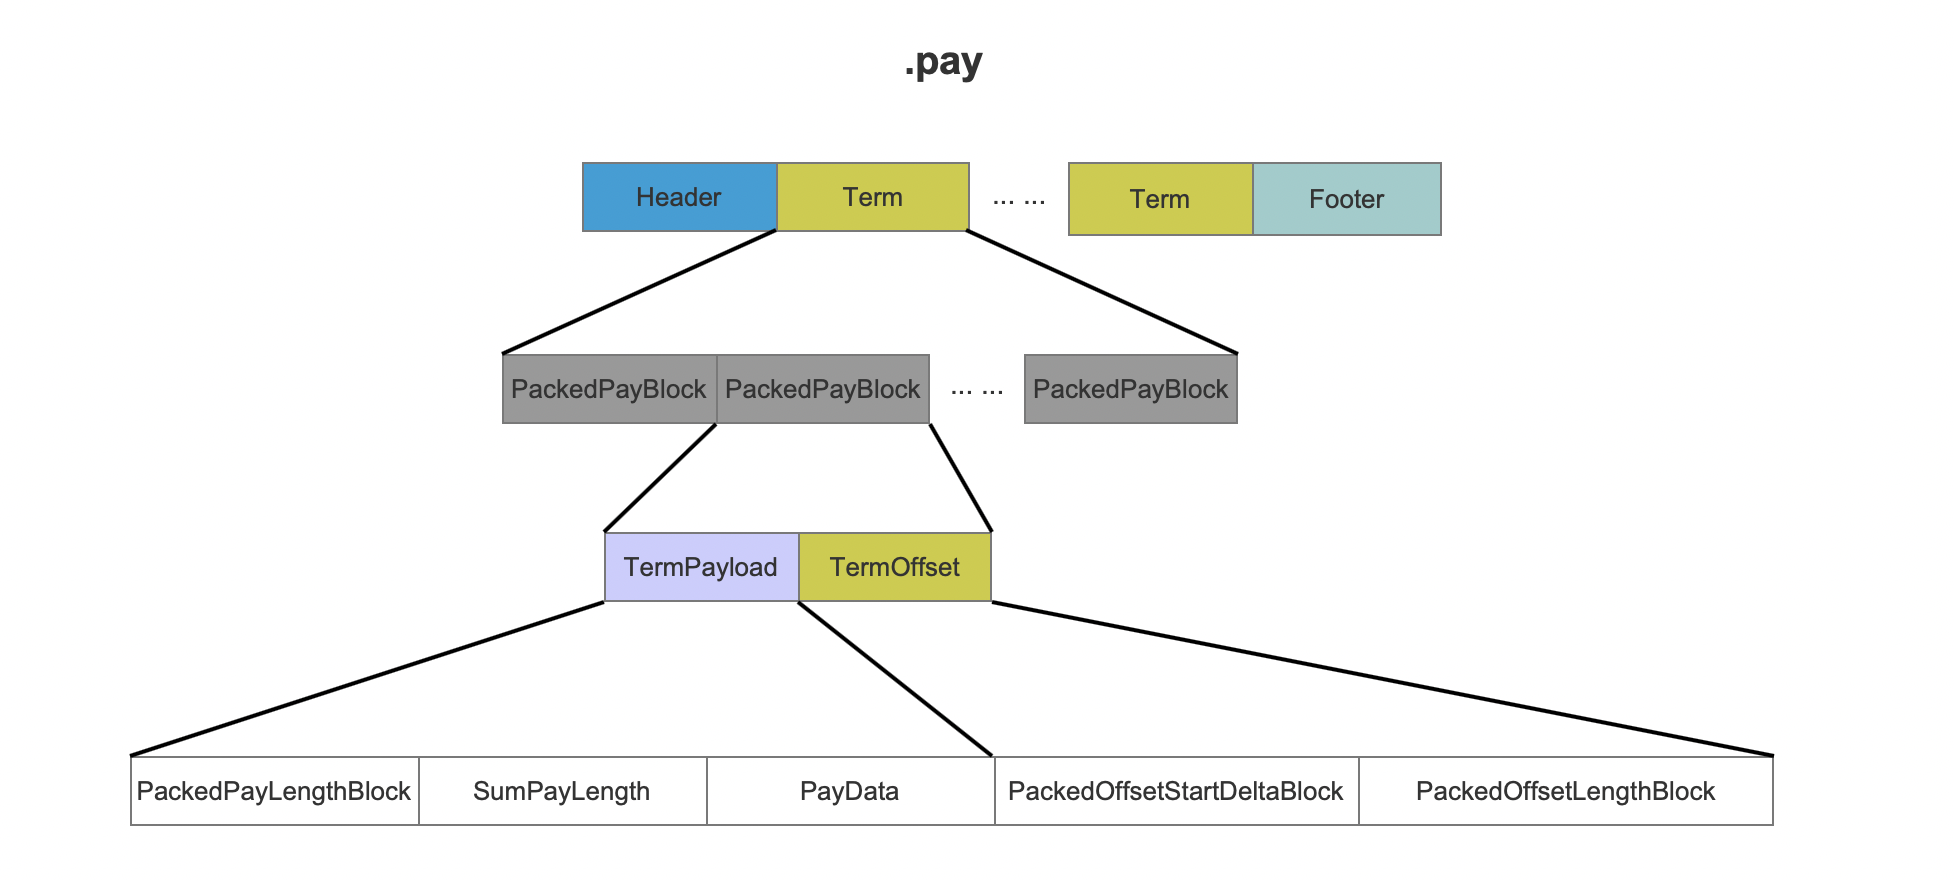 .pay
Header Term ... ... Term Footer
PackedPayBlock PackedPayBlock ... ... PackedPayBlock
TermPayload TermOffset
PackedPayLengthBlock SumPayLength PayData PackedOffsetStartDeltaBlock PackedOffsetLengthBlock